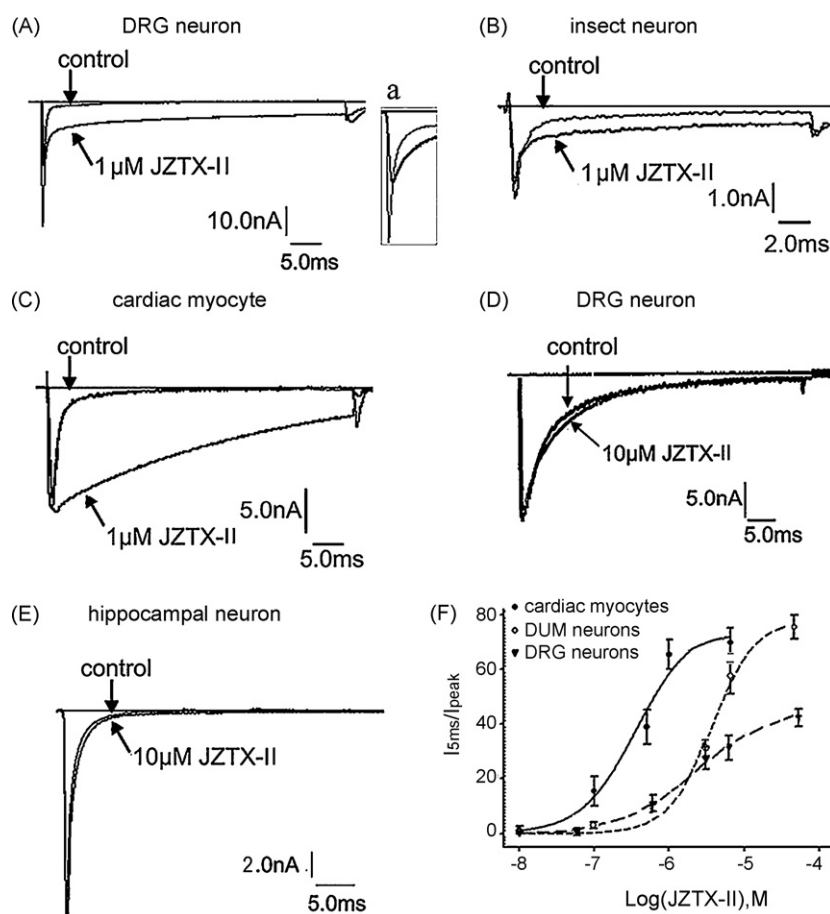 (A) DRG neuron
control
1 µM JZTX-II
10.0nA
5.0ms
a
(B) insect neuron
control
1 µM JZTX-II
1.0nA
2.0ms
(C) cardiac myocyte
control
1µM JZTX-II
5.0nA
5.0ms
(D) DRG neuron
control
10µM JZTX-II
5.0nA
5.0ms
(E) hippocampal neuron
control
10µM JZTX-II
2.0nA
5.0ms
(F)
cardiac myocytes
DUM neurons
DRG neurons
I5ms/Ipeak
80
60
40
20
0
-8 -7 -6 -5 -4
Log(JZTX-II),M